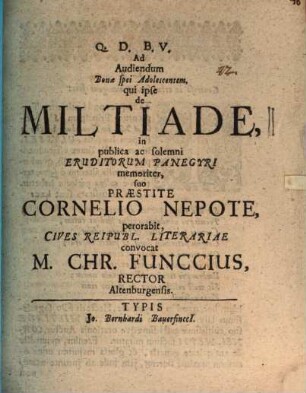 Q. D. B. V.
Ad
Audiendum
Bonæ spei Adolescentem,
qui ipse
de
MILTIADE,
in
publica ac solemni
ERUDITORUM PANEGYRI
memoriter,
suo
PRÆSTITE
CORNELIO NEPOTE,
perorabit,
CIVES REIPUBL. LITERARIAE
convocat
M. CHR. FUNCCIUS,
RECTOR
Altenburgensis.
TYPIS
Jo. Bernhardi Bauerfinckl.